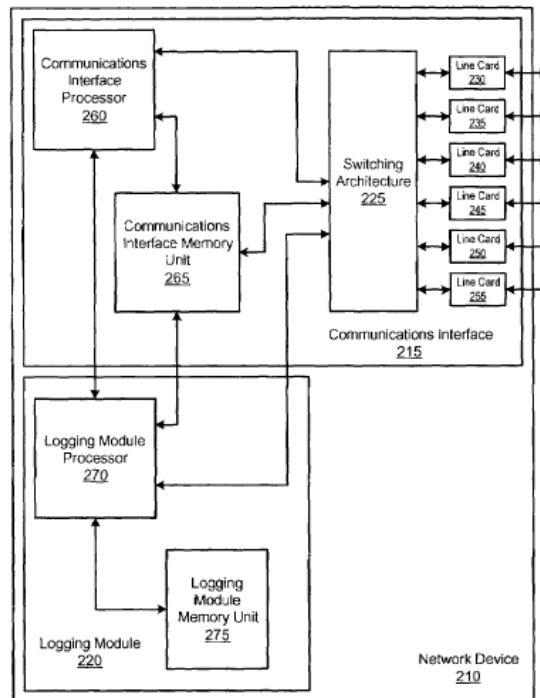 Communications
Interface
Processor
260
Communications
Interface Memory
Unit
265
Switching
Architecture
225
Line Card
230
Line Card
235
Line Card
240
Line Card
245
Line Card
250
Line Card
255
Communications Interface
215
Logging Module
Processor
270
Logging
Module
Memory Unit
275
Logging Module
220
Network Device
210